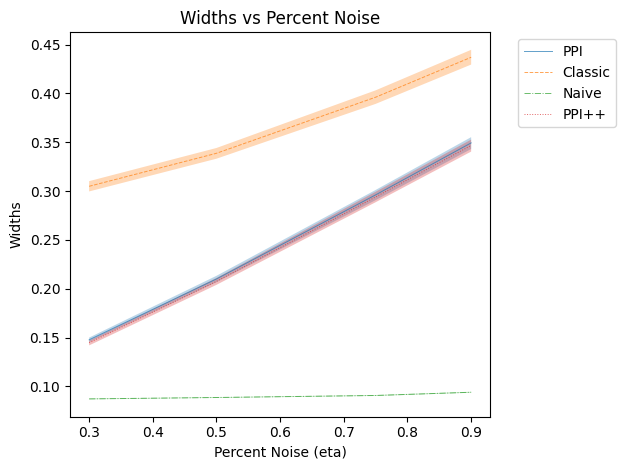 Widths vs Percent Noise
PPI
Classic
Naive
PPI++
Widths
0.45
0.40
0.35
0.30
0.25
0.20
0.15
0.10
0.3 0.4 0.5 0.6 0.7 0.8 0.9
Percent Noise (eta)